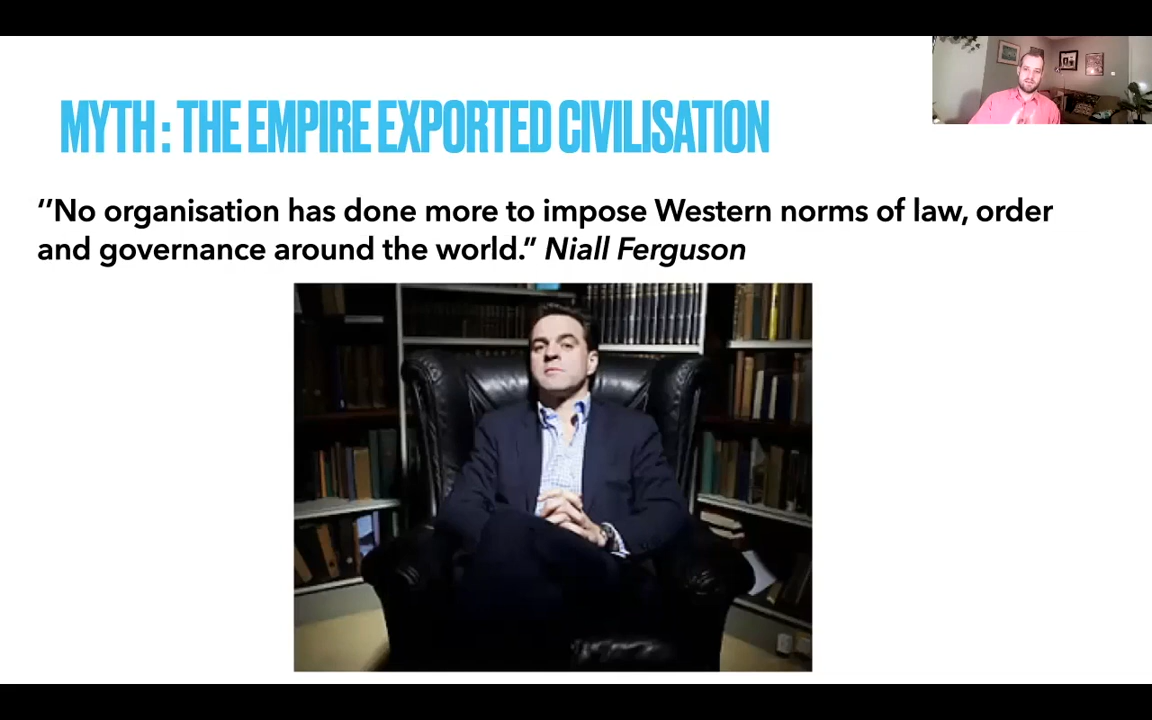 MYTH : THE EMPIRE EXPORTED CIVILISATION
‘’No organisation has done more to impose Western norms of law, order
and governance around the world.” Niall Ferguson